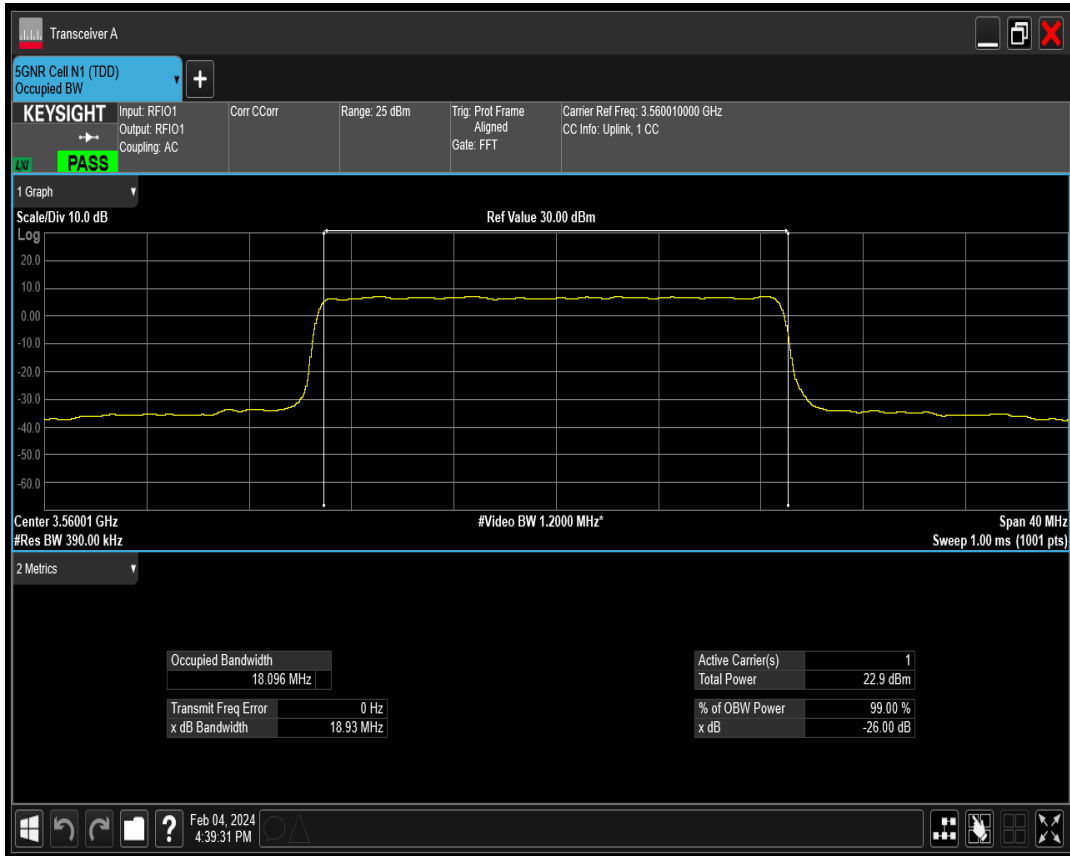 Transceiver A
5GNR Cell N1 (TDD)
Occupied BW
+
KEYSIGHT
LXI
PASS
Input: RFIO1
Output: RFIO1
Coupling: AC
Corr CCorr
Range: 25 dBm
Trig: Prot Frame
Aligned
Gate: FFT
Carrier Ref Freq: 3.560010000 GHz
CC Info: Uplink, 1 CC
1 Graph
Scale/Div 10.0 dB
Ref Value 30.00 dBm
Log
20.0
10.0
0.00
-10.0
-20.0
-30.0
-40.0
-50.0
-60.0
Center 3.56001 GHz
#Video BW 1.2000 MHz*
Span 40 MHz
#Res BW 390.00 kHz
Sweep 1.00 ms (1001 pts)
2 Metrics
Occupied Bandwidth
18.096 MHz
Transmit Freq Error 0 Hz
x dB Bandwidth 18.93 MHz
Active Carrier(s) 1
Total Power 22.9 dBm
% of OBW Power 99.00 %
x dB -26.00 dB
?
Feb 04, 2024
4:39:31 PM